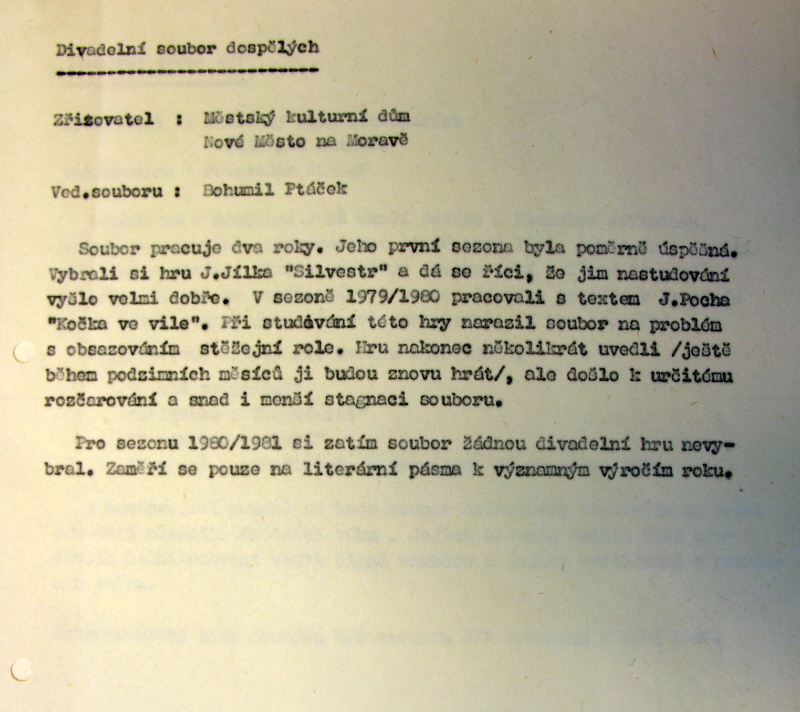 Divadelní soubor dospělých
Zřizovatel : Městský kulturní dům
Nové Město na Moravě
Ved.souboru : Bohumil Ptáček
Soubor pracuje dva roky. Jeho první sezona byla poměrně úspěšná.
Vybrali si hru J.Jílka "Silvestr" a dá se říci, že jim nastudování
vyšlo velmi dobře. V sezoně 1979/1980 pracovali s textem J.Pocha
"Kočka ve vile". Při studování této hry narazil soubor na problém
s obsazováním stěžejní role. Hru nakonec několikrát uvedli /ještě
během podzimních měsíců ji budou znovu hrát/, ale došlo k určitému
rozčarování a snad i menší stagnaci souboru.
Pro sezonu 1980/1981 si zatím soubor žádnou divadelní hru nevy-
bral. Zaměří se pouze na literární pásma k významným výročím roku.